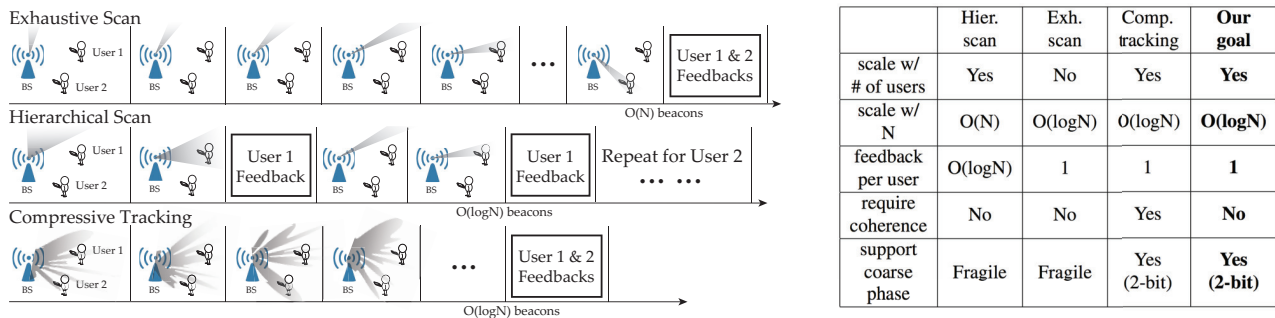 Exhaustive Scan
User 1
User 2
BS
BS
BS
BS
BS
...
BS
User 1 & 2
Feedbacks
O(N) beacons
Hierarchical Scan
User 1
User 2
BS
BS
User 1
Feedback
BS
BS
User 1
Feedback
Repeat for User 2
... ...
O(logN) beacons
Compressive Tracking
User 1
User 2
BS
BS
BS
BS
...
User 1 & 2
Feedbacks
O(logN) beacons
Hier. scan Exh. scan Comp. tracking Our goal
scale w/ # of users Yes No Yes Yes
scale w/ N O(N) O(logN) O(logN) O(logN)
feedback per user O(logN) 1 1 1
require coherence No No Yes No
support coarse phase Fragile Fragile Yes (2-bit) Yes (2-bit)